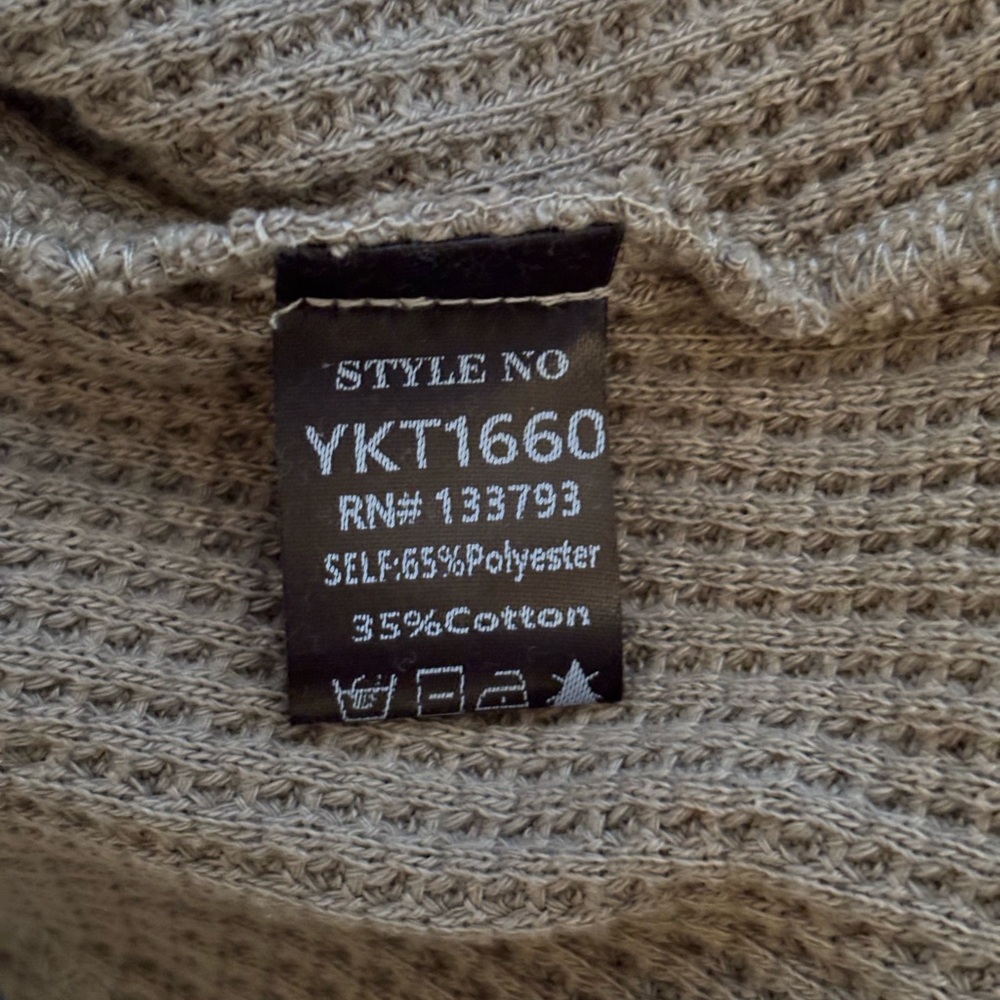 STYLE NO
YKT1660
RN# 133793
SELF:65%Polyester
35%Cotton